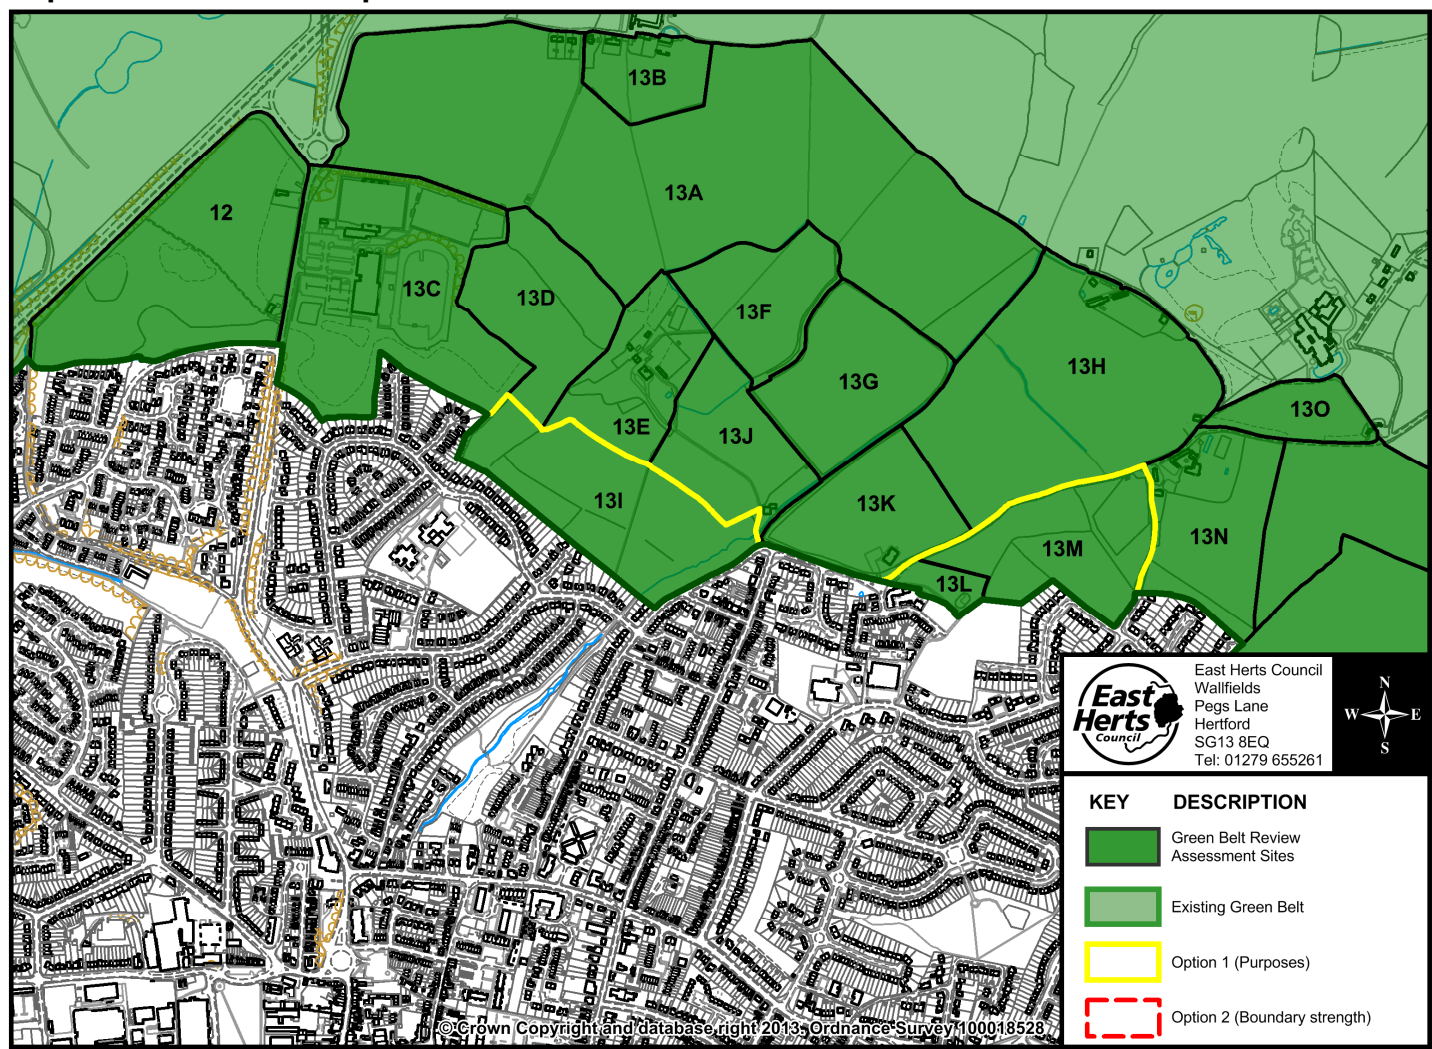 13B
13A
12
13C
13D
13F
13H
13G
13O
13E
13J
13I
13K
13M
13N
13L
East
Herts
Council
East Herts Council
Wallfields
Pegs Lane
Hertford
SG13 8EQ
Tel: 01279 655261
N
W E
S
KEY DESCRIPTION
Green Belt Review
Assessment Sites
Existing Green Belt
Option 1 (Purposes)
Option 2 (Boundary strength)
© Crown Copyright and database right 2013. Ordnance Survey 100018528